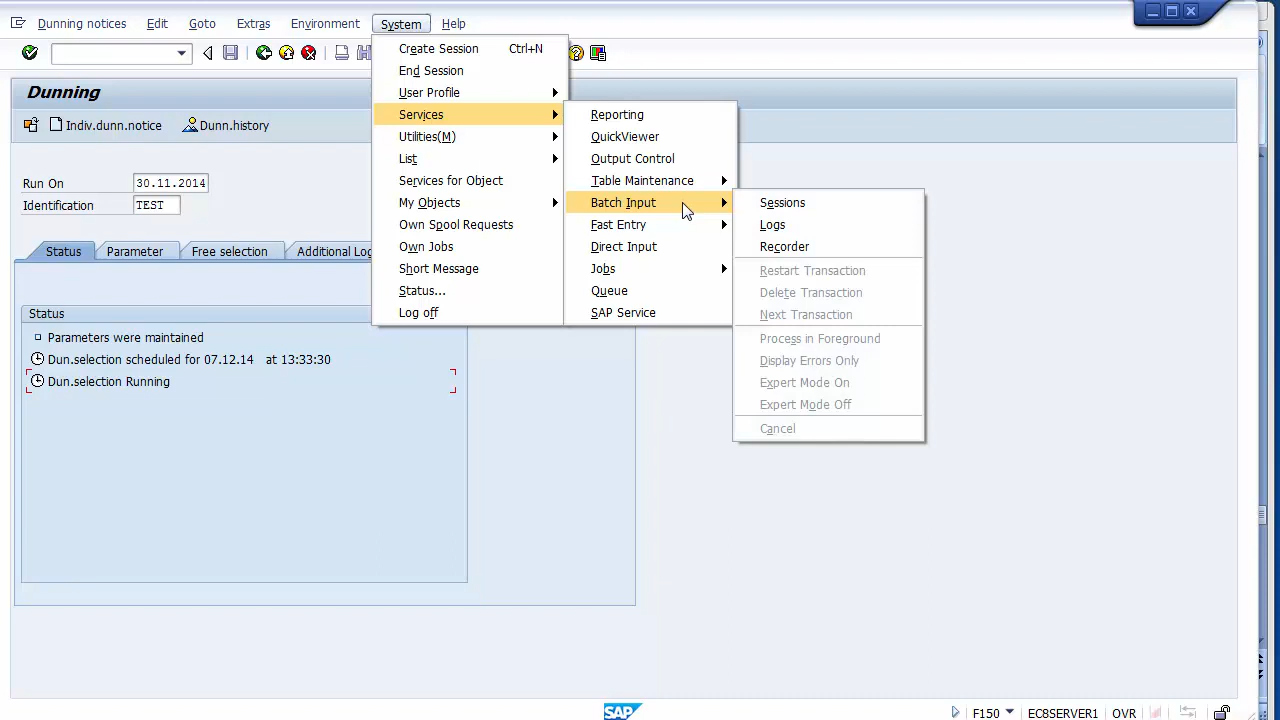 Dunning notices Edit Goto Extras Environment System Help
Dunning
Indiv.dunn.notice Dunn.history
Run On 30.11.2014
Identification TEST
Status Parameter Free selection Additional Log
Status
Parameters were maintained
Dun.selection scheduled for 07.12.14 at 13:33:30
Dun.selection Running
Create Session Ctrl+N
End Session
User Profile
Services
Utilities(M)
List
Services for Object
My Objects
Own Spool Requests
Own Jobs
Short Message
Status...
Log off
Reporting
QuickViewer
Output Control
Table Maintenance
Batch Input
Fast Entry
Direct Input
Jobs
Queue
SAP Service
Sessions
Logs
Recorder
Restart Transaction
Delete Transaction
Next Transaction
Process in Foreground
Display Errors Only
Expert Mode On
Expert Mode Off
Cancel
SAP
F150 EC8SERVER1 OVR